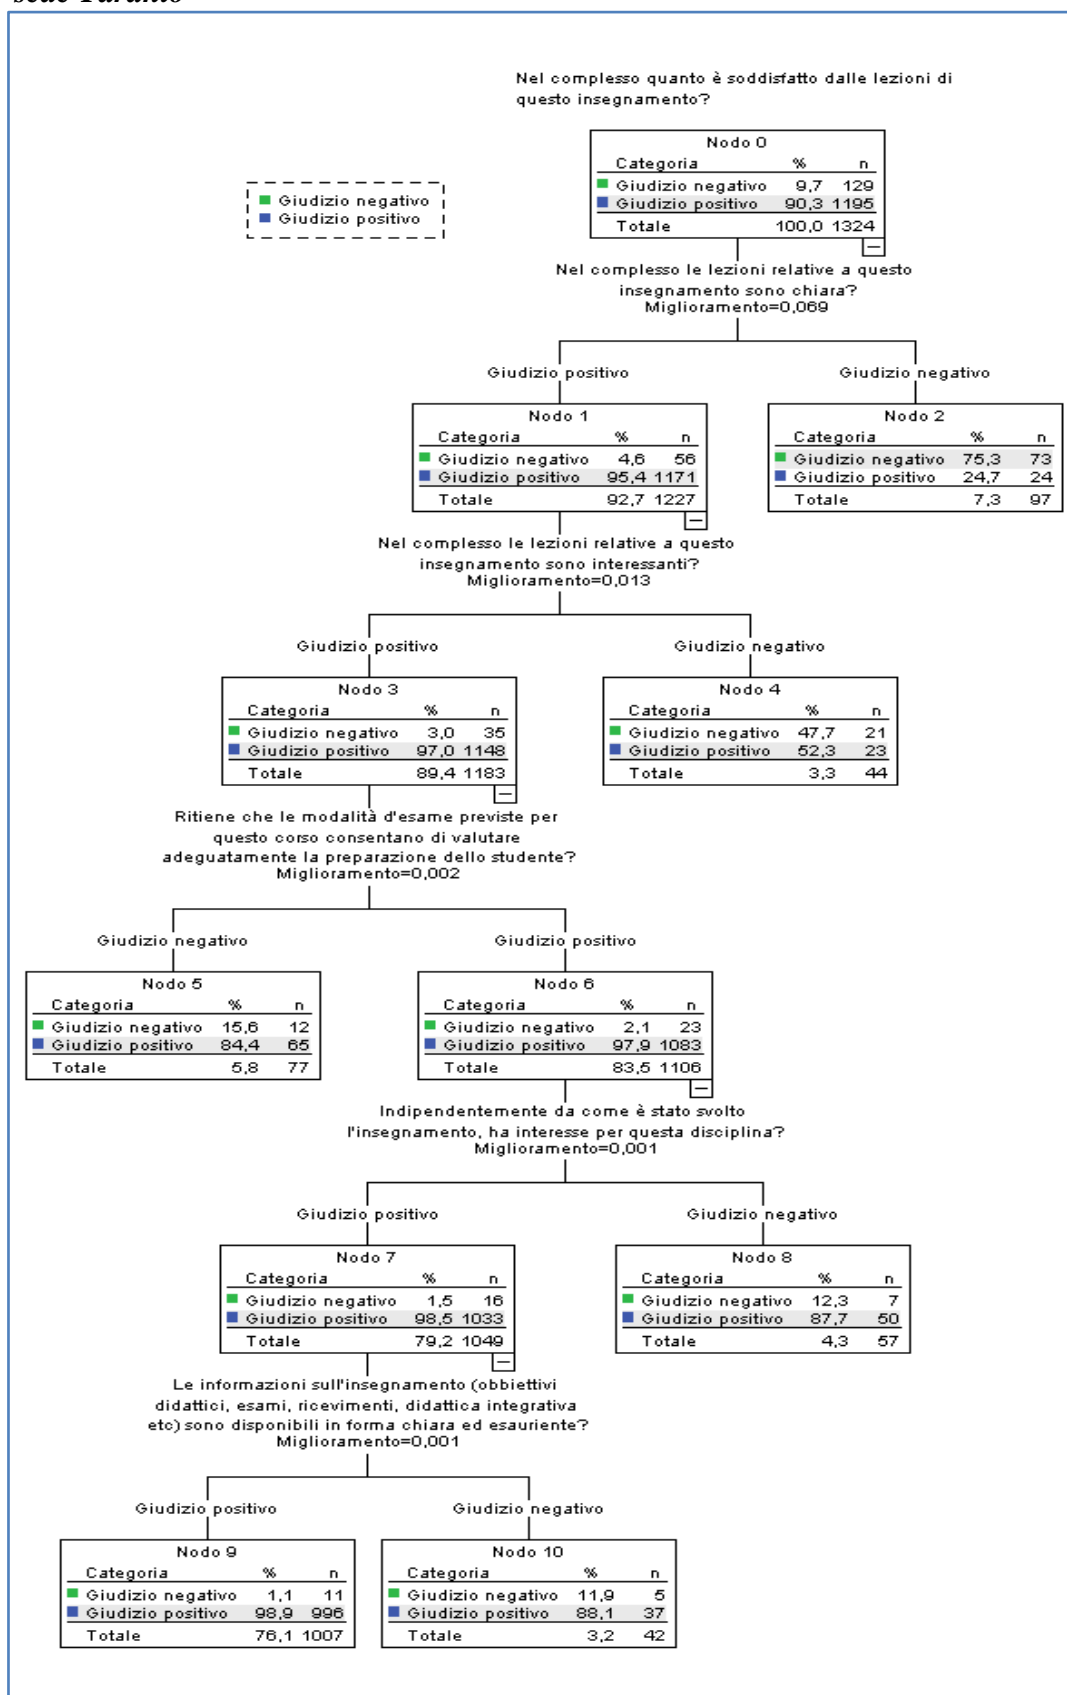 sede Taranto
Nel complesso quanto è soddisfatto dalle lezioni di
questo insegnamento?
Nodo 0
Categoria % n
Giudizio negativo 9,7 129
Giudizio positivo 90,3 1195
Totale 100,0 1324
Giudizio negativo
Giudizio positivo
Nel complesso le lezioni relative a questo
insegnamento sono chiara?
Miglioramento=0,069
Giudizio positivo
Giudizio negativo
Nodo 1
Categoria % n
Giudizio negativo 4,6 56
Giudizio positivo 95,4 1171
Totale 92,7 1227
Nodo 2
Categoria % n
Giudizio negativo 75,3 73
Giudizio positivo 24,7 24
Totale 7,3 97
Nel complesso le lezioni relative a questo
insegnamento sono interessanti?
Miglioramento=0,013
Giudizio positivo
Giudizio negativo
Nodo 3
Categoria % n
Giudizio negativo 3,0 35
Giudizio positivo 97,0 1148
Totale 89,4 1183
Nodo 4
Categoria % n
Giudizio negativo 47,7 21
Giudizio positivo 52,3 23
Totale 3,3 44
Ritiene che le modalità d'esame previste per
questo corso consentano di valutare
adeguatamente la preparazione dello studente?
Miglioramento=0,002
Giudizio negativo
Giudizio positivo
Nodo 5
Categoria % n
Giudizio negativo 15,6 12
Giudizio positivo 84,4 65
Totale 5,8 77
Nodo 6
Categoria % n
Giudizio negativo 2,1 23
Giudizio positivo 97,9 1083
Totale 83,5 1106
Indipendentemente da come è stato svolto
l'insegnamento, ha interesse per questa disciplina?
Miglioramento=0,001
Giudizio positivo
Giudizio negativo
Nodo 7
Categoria % n
Giudizio negativo 1,5 16
Giudizio positivo 98,5 1033
Totale 79,2 1049
Nodo 8
Categoria % n
Giudizio negativo 12,3 7
Giudizio positivo 87,7 50
Totale 4,3 57
Le informazioni sull'insegnamento (obbiettivi
didattici, esami, ricevimenti, didattica integrativa
etc) sono disponibili in forma chiara ed esauriente?
Miglioramento=0,001
Giudizio positivo
Giudizio negativo
Nodo 9
Categoria % n
Giudizio negativo 1,1 11
Giudizio positivo 98,9 996
Totale 76,1 1007
Nodo 10
Categoria % n
Giudizio negativo 11,9 5
Giudizio positivo 88,1 37
Totale 3,2 42